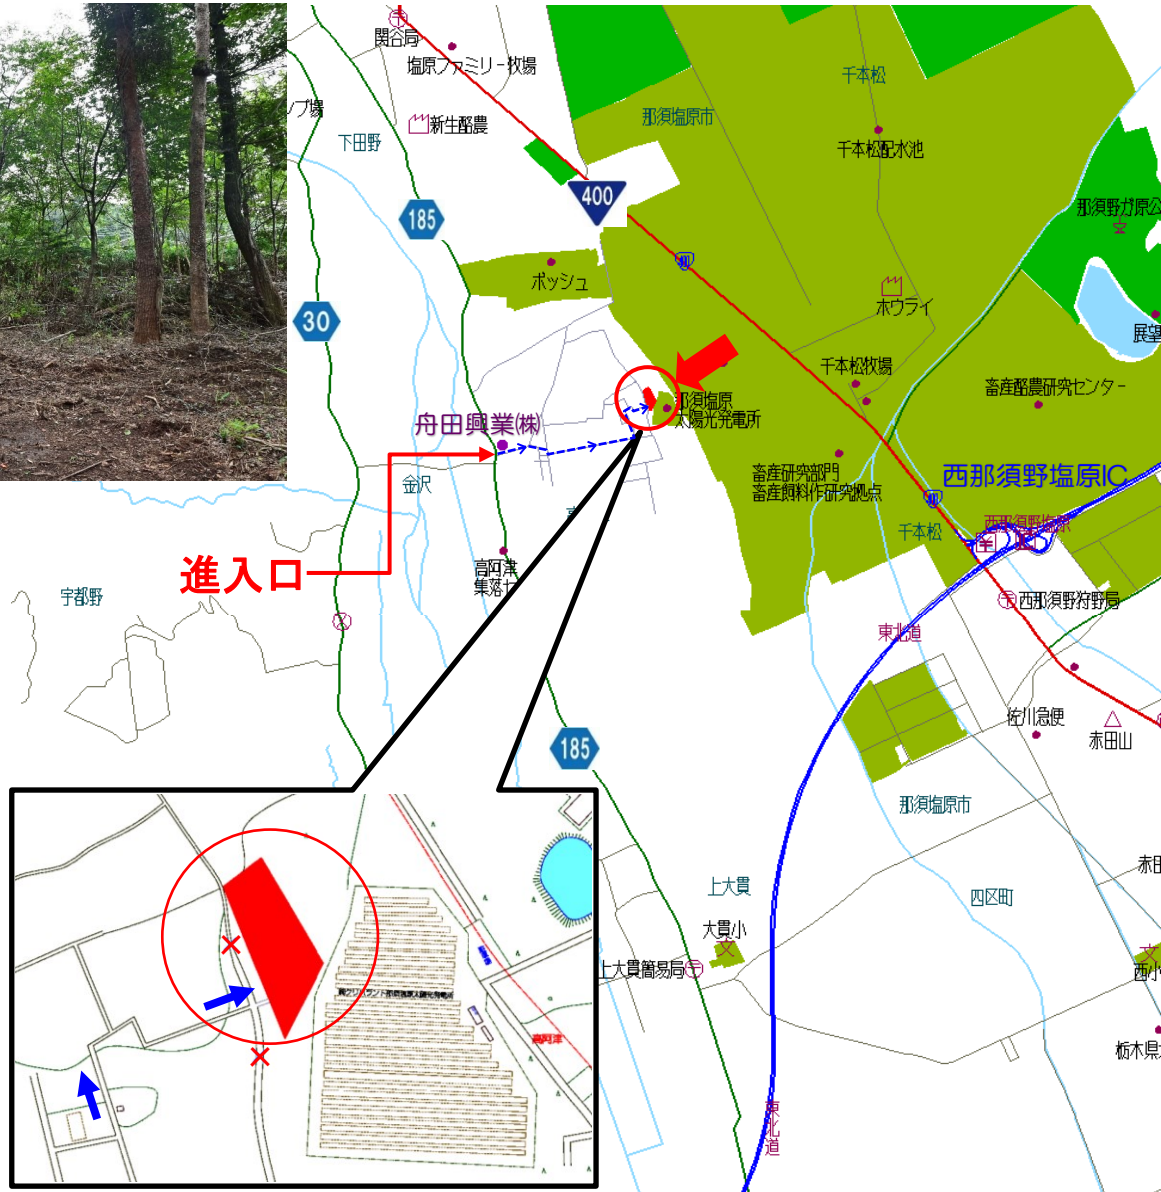 関谷局
塩原ファミリー牧場
千本松
那須塩原市
新生酪農
下田野
千本松配水池
185
400
那須野が原公
ボッシュ
ホウライ
30
展望
千本松牧場
畜産酪農研究センター
那須塩原
太陽光発電所
舟田興業㈱
畜産研究部門
畜産飼料作研究拠点
西那須野塩原IC
金沢
千本松
西那須野塩原
高阿津
集落セ
進入口
宇都野
西那須野狩野局
東北道
佐川急便
赤田山
185
那須塩原市
赤田
上大貫
四区町
大貫小
上大貫簡易局
西小
高阿津
栃木県
東北道